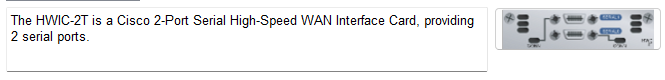 The HWIC-2T is a Cisco 2-Port Serial High-Speed WAN Interface Card, providing
2 serial ports.